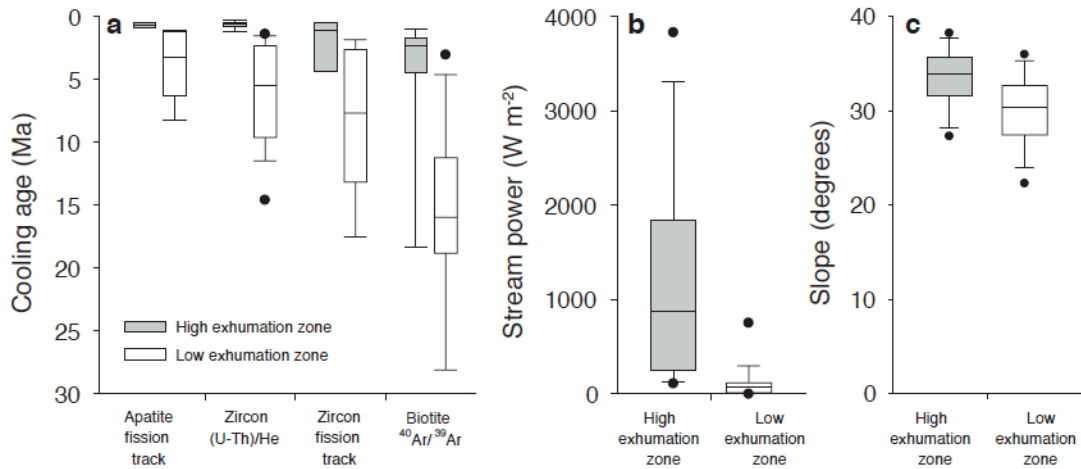 a
Cooling age (Ma)
0
5
10
15
20
25
30
High exhumation zone
Low exhumation zone
Apatite
fission
track
Zircon
(U-Th)/He
Zircon
fission
track
Biotite
⁴⁰Ar/ ³⁹Ar
b
Stream power (W m⁻²)
4000
3000
2000
1000
0
High
exhumation
zone
Low
exhumation
zone
c
Slope (degrees)
40
30
20
10
0
High
exhumation
zone
Low
exhumation
zone